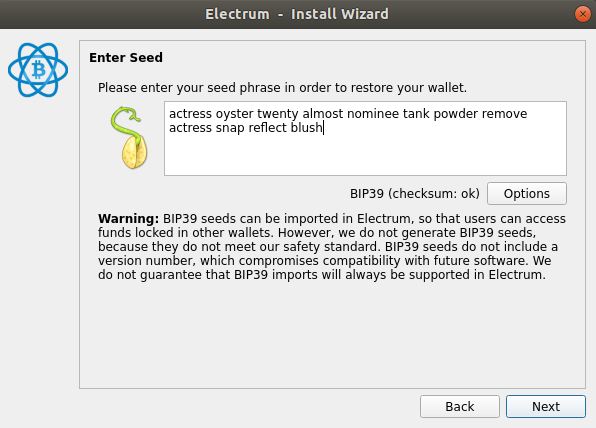 Electrum - Install Wizard
Enter Seed
Please enter your seed phrase in order to restore your wallet.
actress oyster twenty almost nominee tank powder remove
actress snap reflect blush
BIP39 (checksum: ok) Options
Warning: BIP39 seeds can be imported in Electrum, so that users can access
funds locked in other wallets. However, we do not generate BIP39 seeds,
because they do not meet our safety standard. BIP39 seeds do not include a
version number, which compromises compatibility with future software. We
do not guarantee that BIP39 imports will always be supported in Electrum.
Back Next